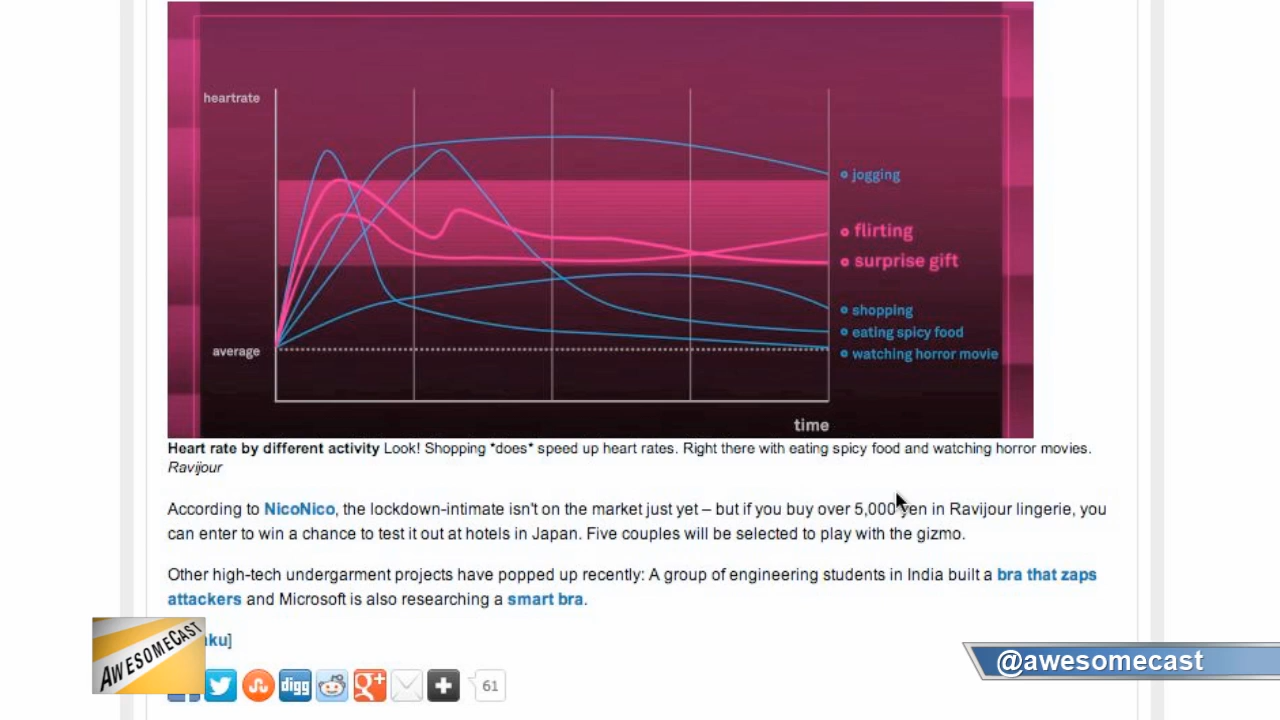 heartrate
jogging
flirting
surprise gift
shopping
eating spicy food
average
watching horror movie
time
Heart rate by different activity Look! Shopping *does* speed up heart rates. Right there with eating spicy food and watching horror movies.
Ravijour
According to NicoNico, the lockdown-intimate isn't on the market just yet – but if you buy over 5,000 yen in Ravijour lingerie, you
can enter to win a chance to test it out at hotels in Japan. Five couples will be selected to play with the gizmo.
Other high-tech undergarment projects have popped up recently: A group of engineering students in India built a bra that zaps
attackers and Microsoft is also researching a smart bra.
AWESOMECAST
@awesomecast
digg
61